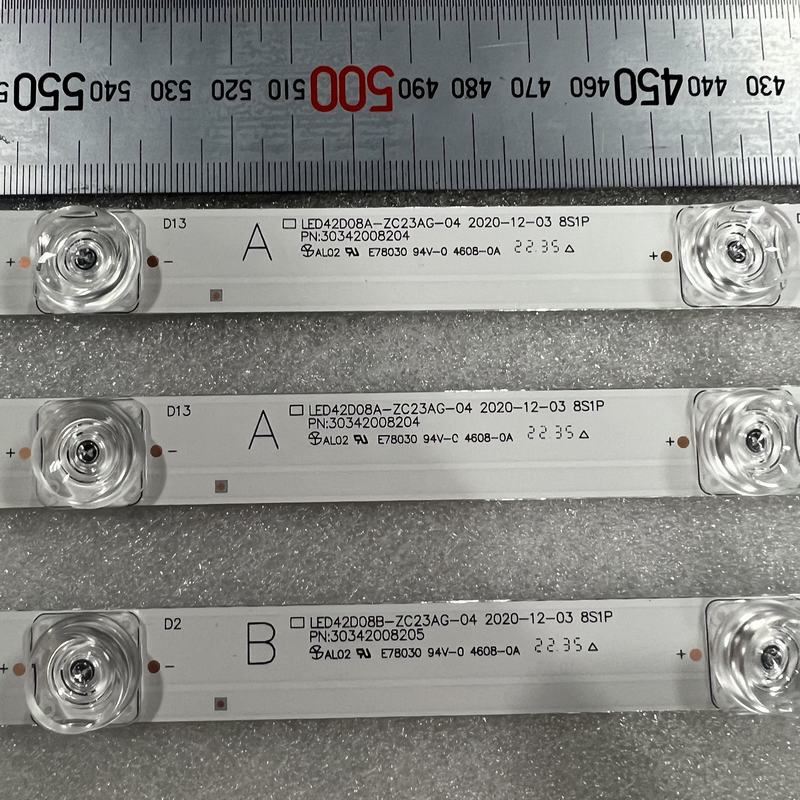 550 540 530 520 510 500 490 480 470 460 450 440 430
D13
A
LED42D08A-ZC23AG-04 2020-12-03 8S1P
PN:30342008204
AL02 E78030 94V-0 4608-0A 22.35
+ - +
D13
A
LED42D08A-ZC23AG-04 2020-12-03 8S1P
PN:30342008204
AL02 E78030 94V-0 4608-0A 22.35
+ - +
D2
B
LED42D08B-ZC23AG-04 2020-12-03 8S1P
PN:30342008205
AL02 E78030 94V-0 4608-0A 22.35
+ - +